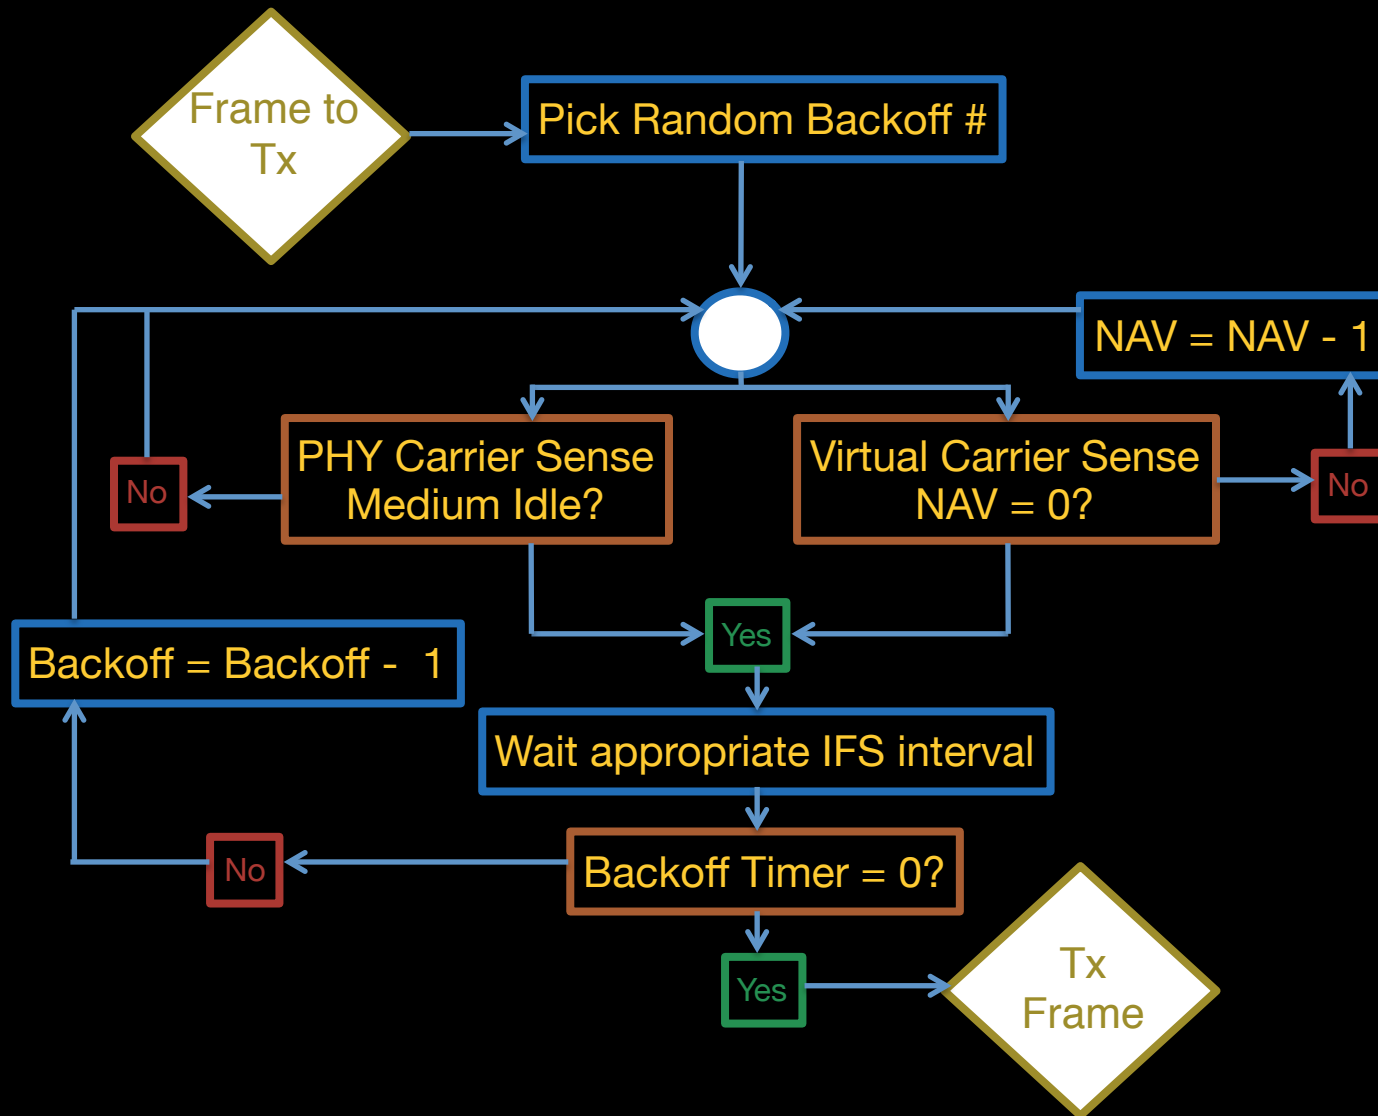 Frame to
Tx
Pick Random Backoff #
NAV = NAV - 1
PHY Carrier Sense
Medium Idle?
Virtual Carrier Sense
NAV = 0?
No
No
Yes
Backoff = Backoff - 1
Wait appropriate IFS interval
Backoff Timer = 0?
No
Yes
Tx
Frame